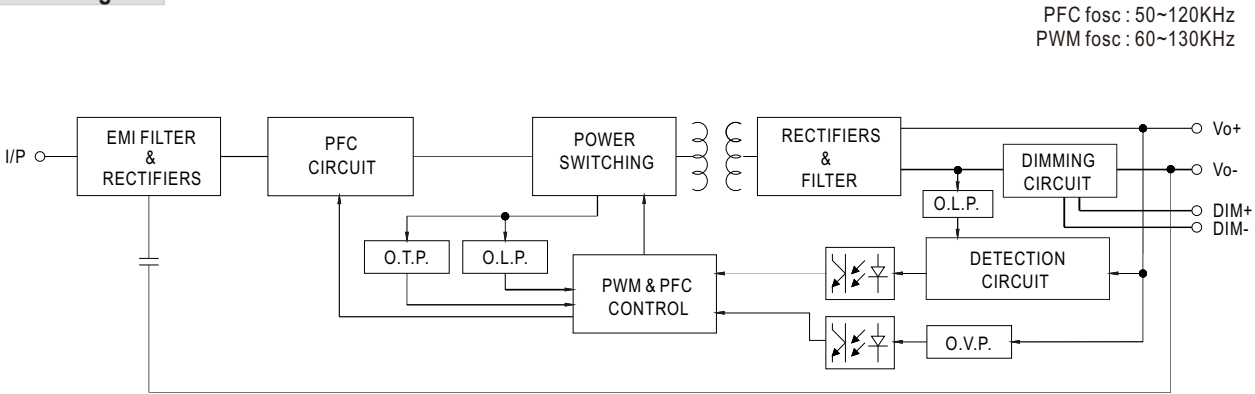 PFC fosc : 50~120KHz
PWM fosc : 60~130KHz
I/P
EMI FILTER
&
RECTIFIERS
PFC
CIRCUIT
POWER
SWITCHING
RECTIFIERS
&
FILTER
DIMMING
CIRCUIT
Vo+
Vo-
DIM+
DIM-
O.L.P.
O.T.P.
O.L.P.
PWM & PFC
CONTROL
DETECTION
CIRCUIT
O.V.P.